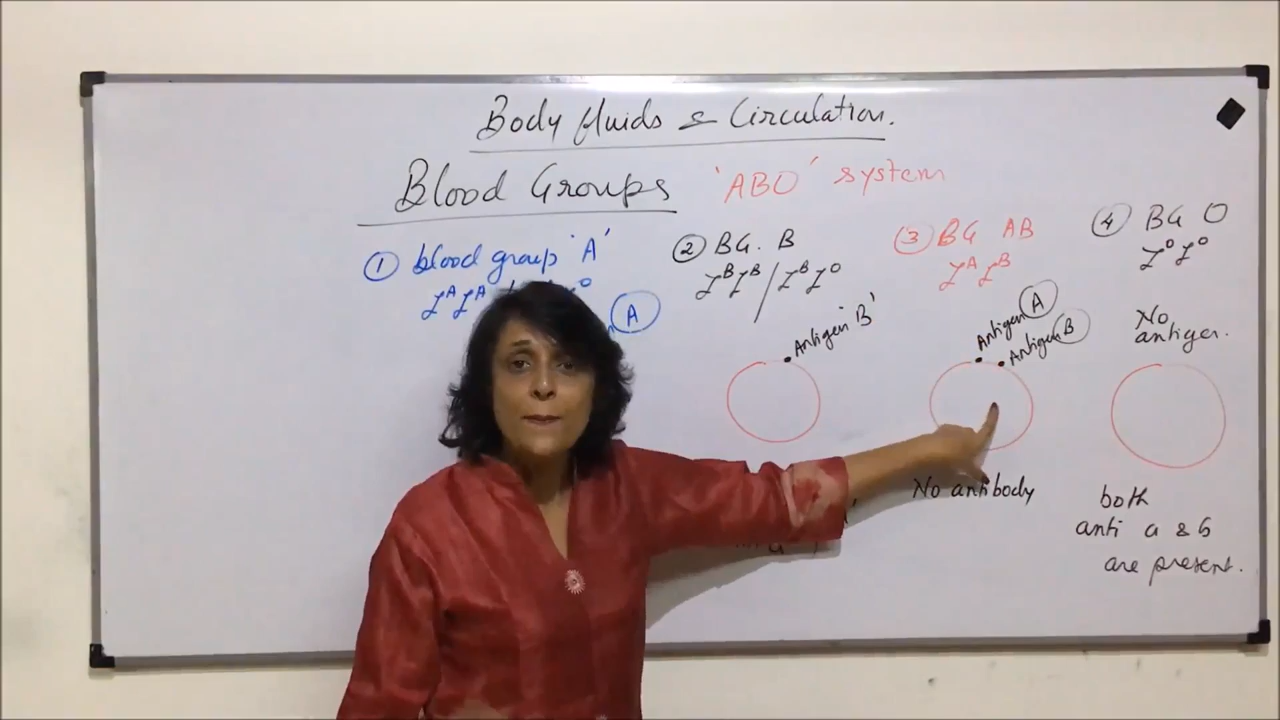 Body fluids & Circulation.
Blood Groups 'ABO' system
① blood group 'A'
I^A I^A
A
② BG. B
I^B I^B / I^B I^O
Antigen 'B'
③ BG AB
I^A I^B
Antigen A
Antigen B
No antibody
④ BG O
I^O I^O
No
antigen.
both
anti a & b
are present.